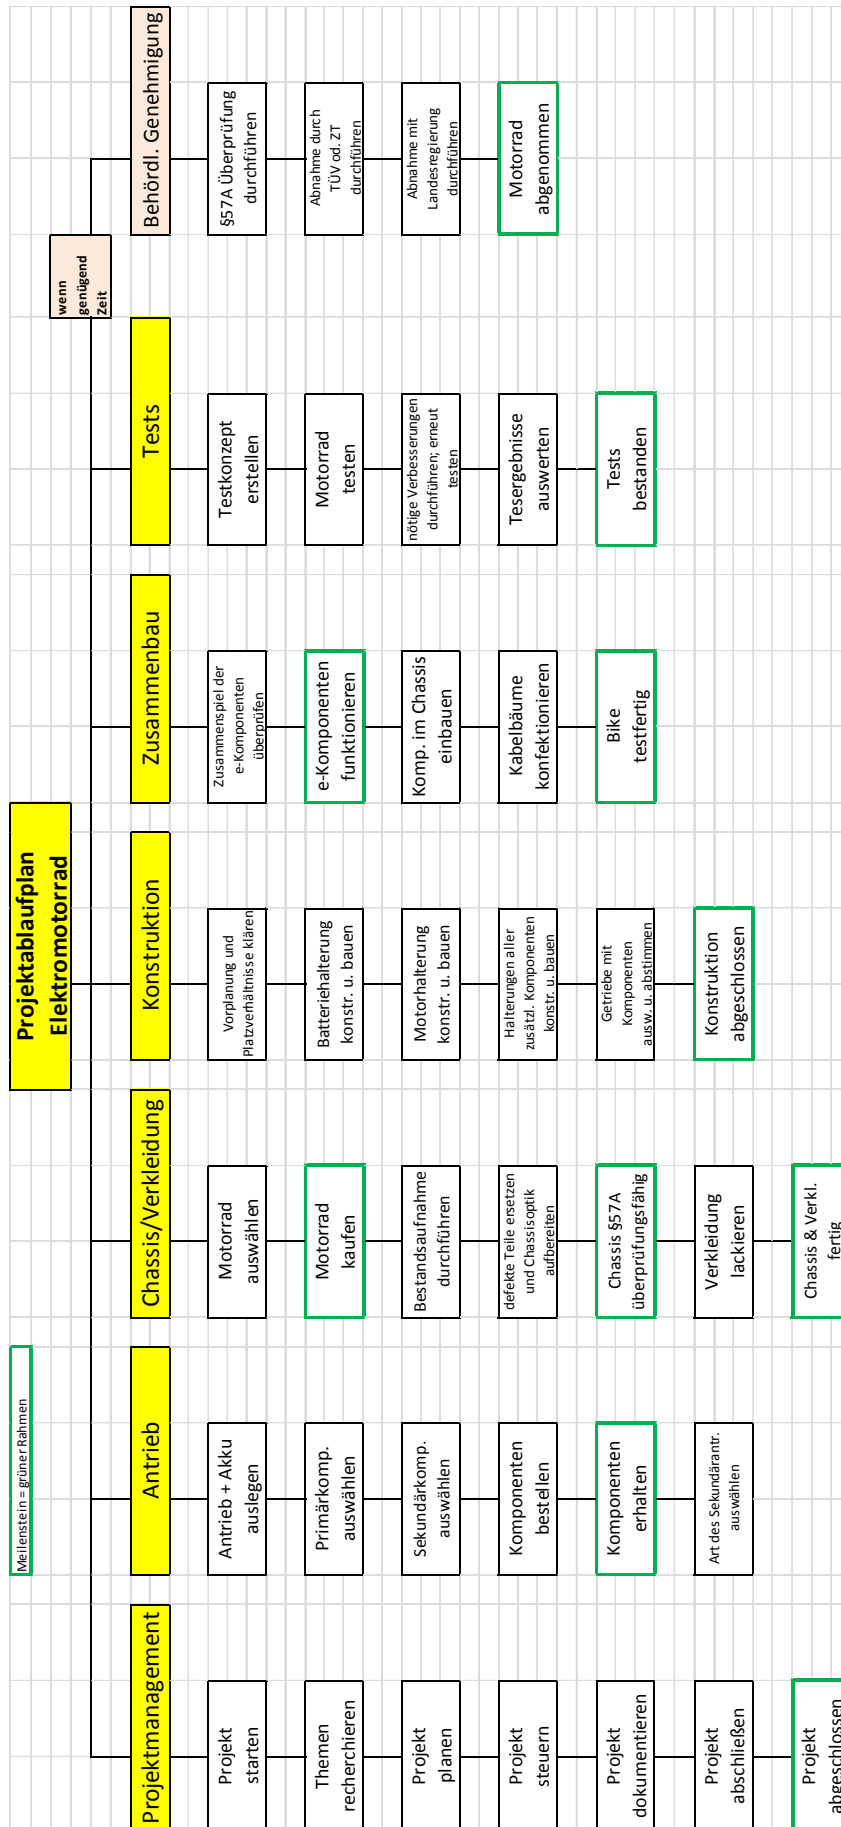 Meilenstein = grüner Rahmen
Projektablaufplan
Elektromotorrad
wenn
genügend
Zeit
Projektmanagement
Projekt
starten
Themen
recherchieren
Projekt
planen
Projekt
steuern
Projekt
dokumentieren
Projekt
abschließen
Projekt
abgeschlossen
Antrieb
Antrieb + Akku
auslegen
Primärkomp.
auswählen
Sekundärkomp.
auswählen
Komponenten
bestellen
Komponenten
erhalten
Art des Sekundärantr.
auswählen
Chassis/Verkleidung
Motorrad
auswählen
Motorrad
kaufen
Bestandsaufnahme
durchführen
defekte Teile ersetzen
und Chassisoptik
aufbereiten
Chassis §57A
überprüfungsfähig
Verkleidung
lackieren
Chassis & Verkl.
fertig
Konstruktion
Vorplanung und
Platzverhältnisse klären
Batteriehalterung
konstr. u. bauen
Motorhalterung
konstr. u. bauen
Halterungen aller
zusätzl. Komponenten
konstr. u. bauen
Getriebe mit
Komponenten
ausw. u. abstimmen
Konstruktion
abgeschlossen
Zusammenbau
Zusammenspiel der
e-Komponenten
überprüfen
e-Komponenten
funktionieren
Komp. im Chassis
einbauen
Kabelbäume
konfektionieren
Bike
testfertig
Tests
Testkonzept
erstellen
Motorrad
testen
nötige Verbesserungen
durchführen; erneut
testen
Tesergebnisse
auswerten
Tests
bestanden
Behördl. Genehmigung
§57A Überprüfung
durchführen
Abnahme durch
TÜV od. ZT
durchführen
Abnahme mit
Landesregierung
durchführen
Motorrad
abgenommen